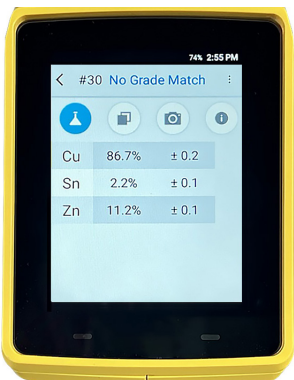 74% 2:55 PM
#30 No Grade Match
Cu 86.7% ± 0.2
Sn 2.2% ± 0.1
Zn 11.2% ± 0.1